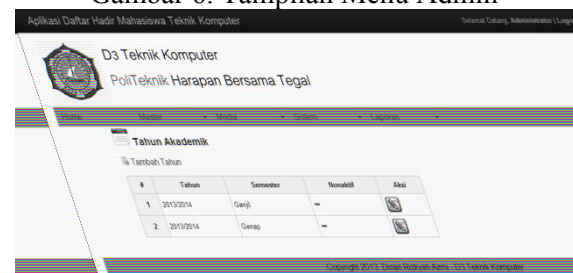 Gambar 6. Tampilan Menu Admin
Aplikasi Daftar Hadir Mahasiswa Teknik Komputer Selamat Datang, Administrator | Logo
D3 Teknik Komputer
PoliTeknik Harapan Bersama Tegal
Home Master Modul Sistem Laporan
Tahun Akademik
Tambah Tahun
# Tahun Semester Nonaktif Aksi
1 2013/2014 Ganjil -
2 2013/2014 Genap -
Copyright 2013. Dinan Rizkyah Azmi - D3 Teknik Komputer